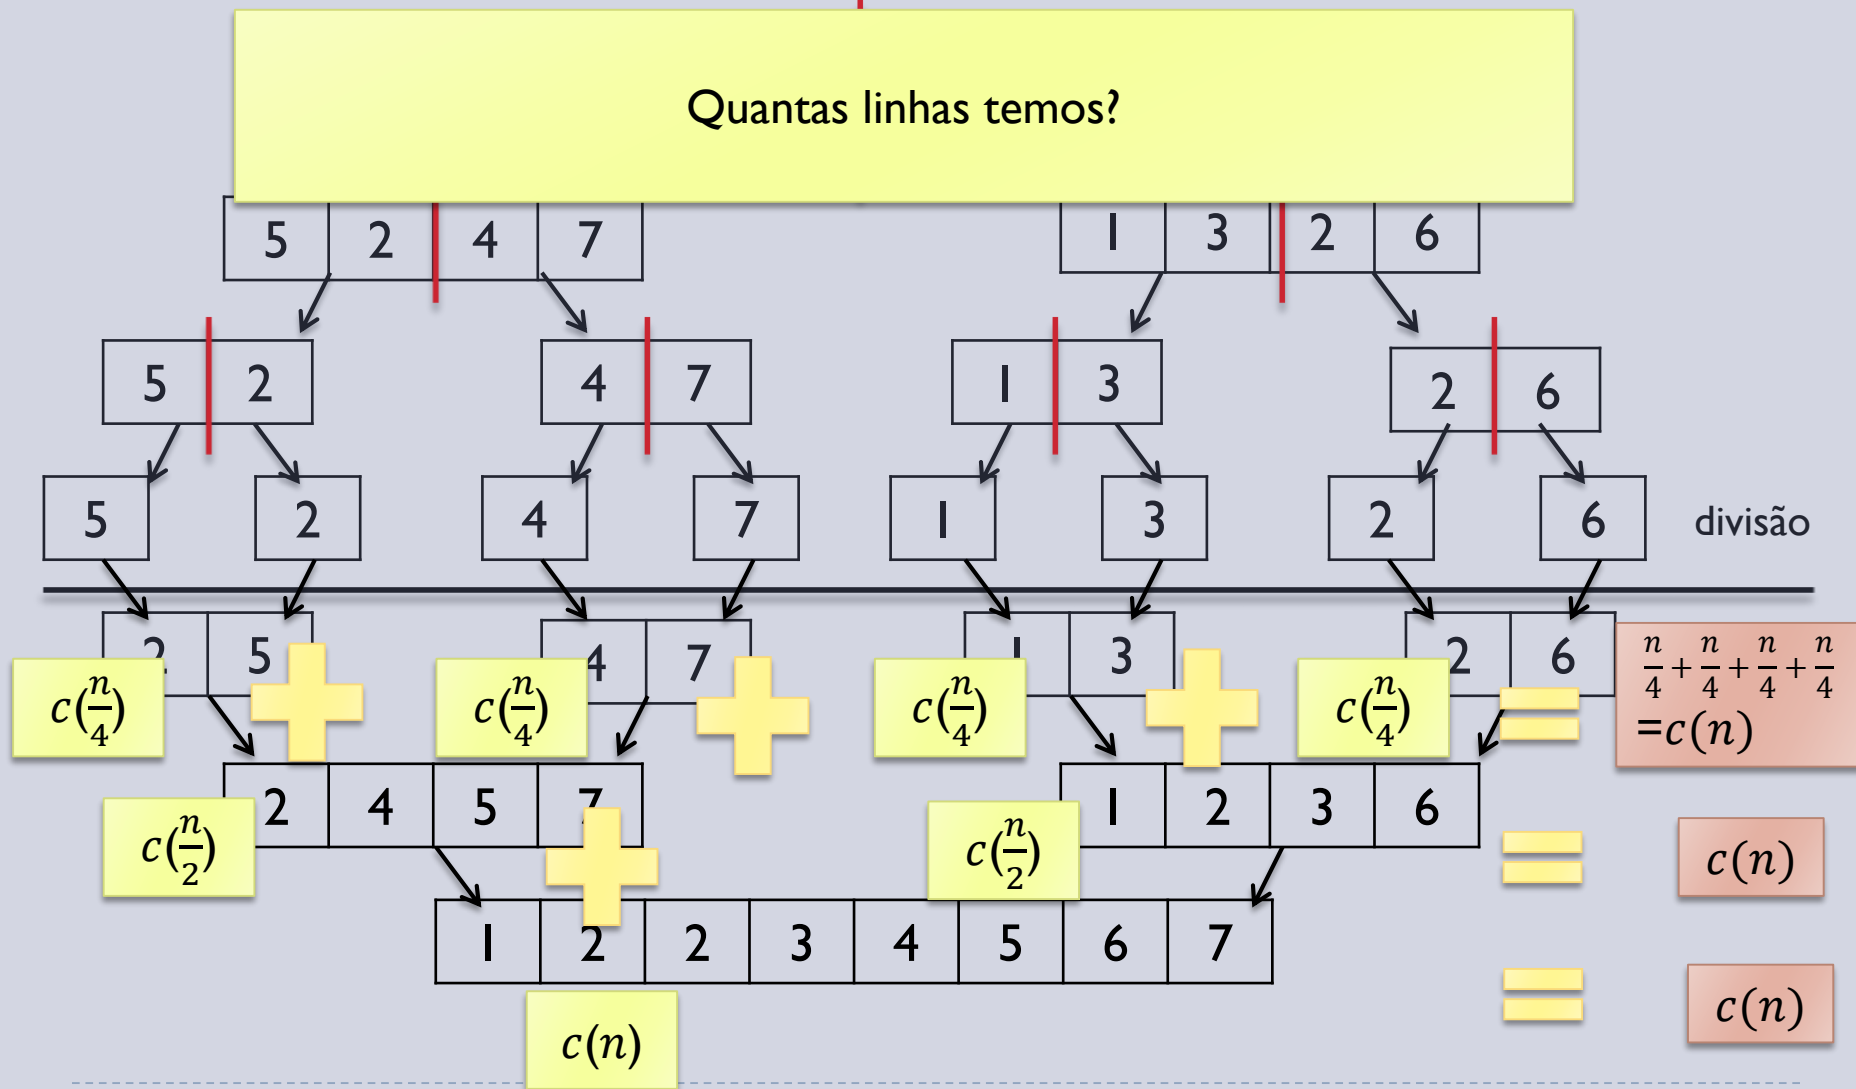 Quantas linhas temos?
5 2 4 7 1 3 2 6
5 2 4 7 1 3 2 6
5 2 4 7 1 3 2 6 divisão
2 5 4 7 1 3 2 6
c(n/4) c(n/4) c(n/4) c(n/4) n/4 + n/4 + n/4 + n/4
=c(n)
2 4 5 7 1 2 3 6
c(n/2) c(n/2) c(n)
1 2 2 3 4 5 6 7
c(n) c(n)